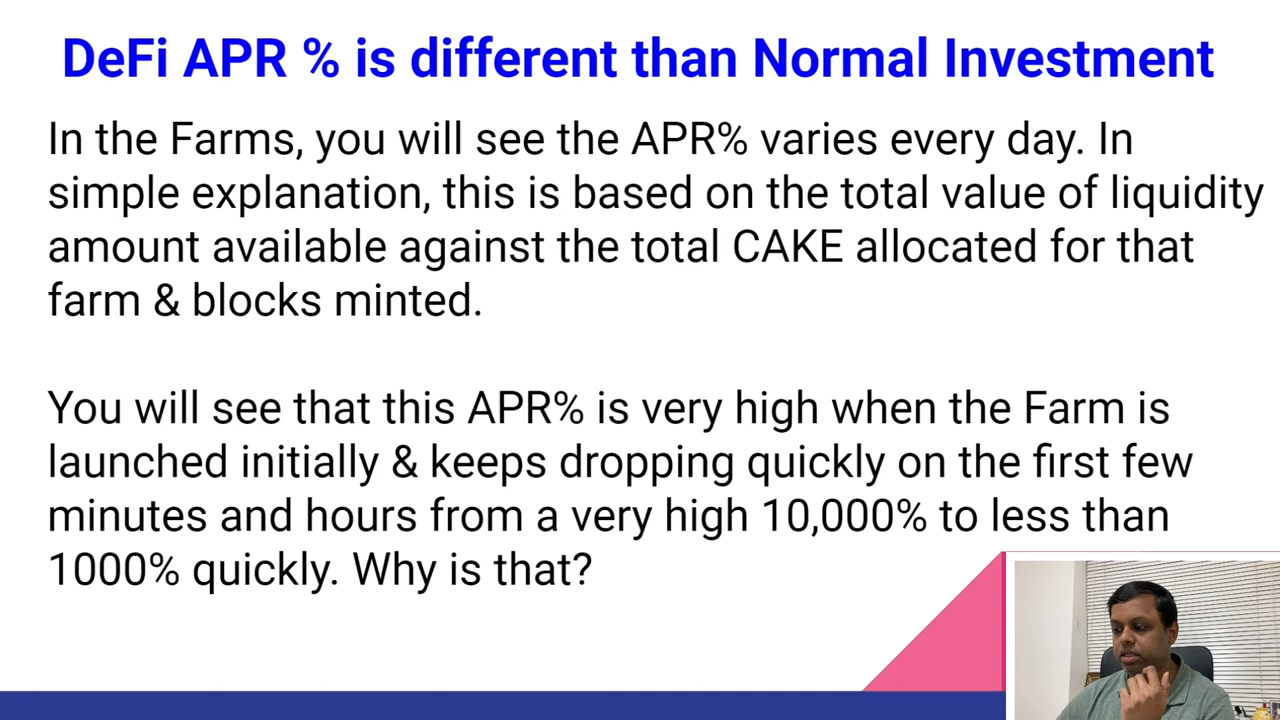 DeFi APR % is different than Normal Investment
In the Farms, you will see the APR% varies every day. In
simple explanation, this is based on the total value of liquidity
amount available against the total CAKE allocated for that
farm & blocks minted.
You will see that this APR% is very high when the Farm is
launched initially & keeps dropping quickly on the first few
minutes and hours from a very high 10,000% to less than
1000% quickly. Why is that?